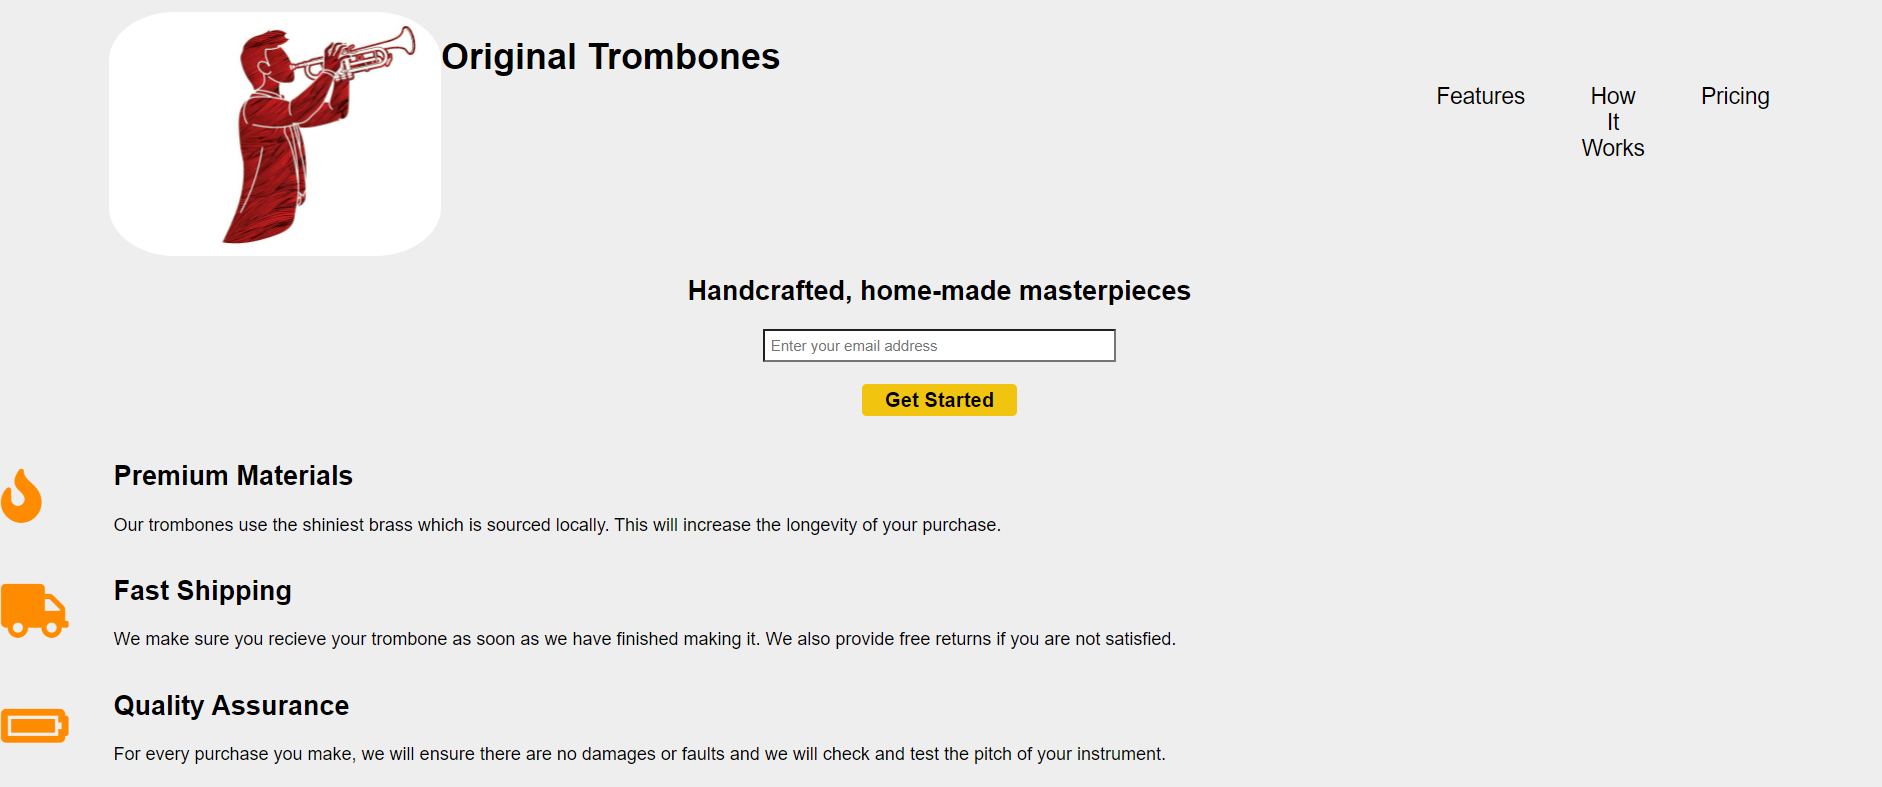 Original Trombones
Features
How
It
Works
Pricing
Handcrafted, home-made masterpieces
Enter your email address
Get Started
Premium Materials
Our trombones use the shiniest brass which is sourced locally. This will increase the longevity of your purchase.
Fast Shipping
We make sure you recieve your trombone as soon as we have finished making it. We also provide free returns if you are not satisfied.
Quality Assurance
For every purchase you make, we will ensure there are no damages or faults and we will check and test the pitch of your instrument.